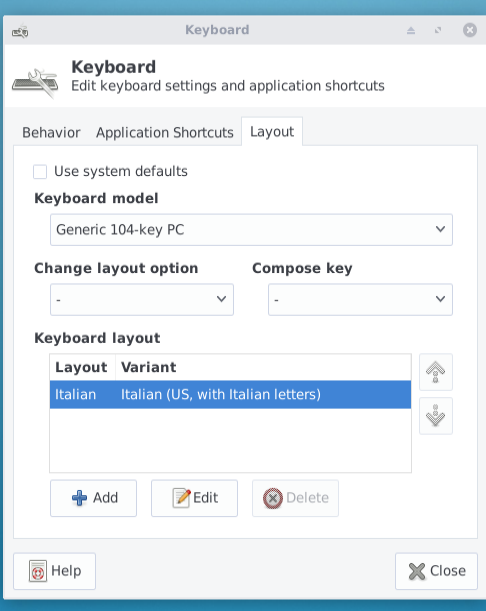 Keyboard
Keyboard
Edit keyboard settings and application shortcuts
Behavior Application Shortcuts Layout
Use system defaults
Keyboard model
Generic 104-key PC
Change layout option Compose key
- -
Keyboard layout
Layout Variant
Italian Italian (US, with Italian letters)
Add Edit Delete
Help Close